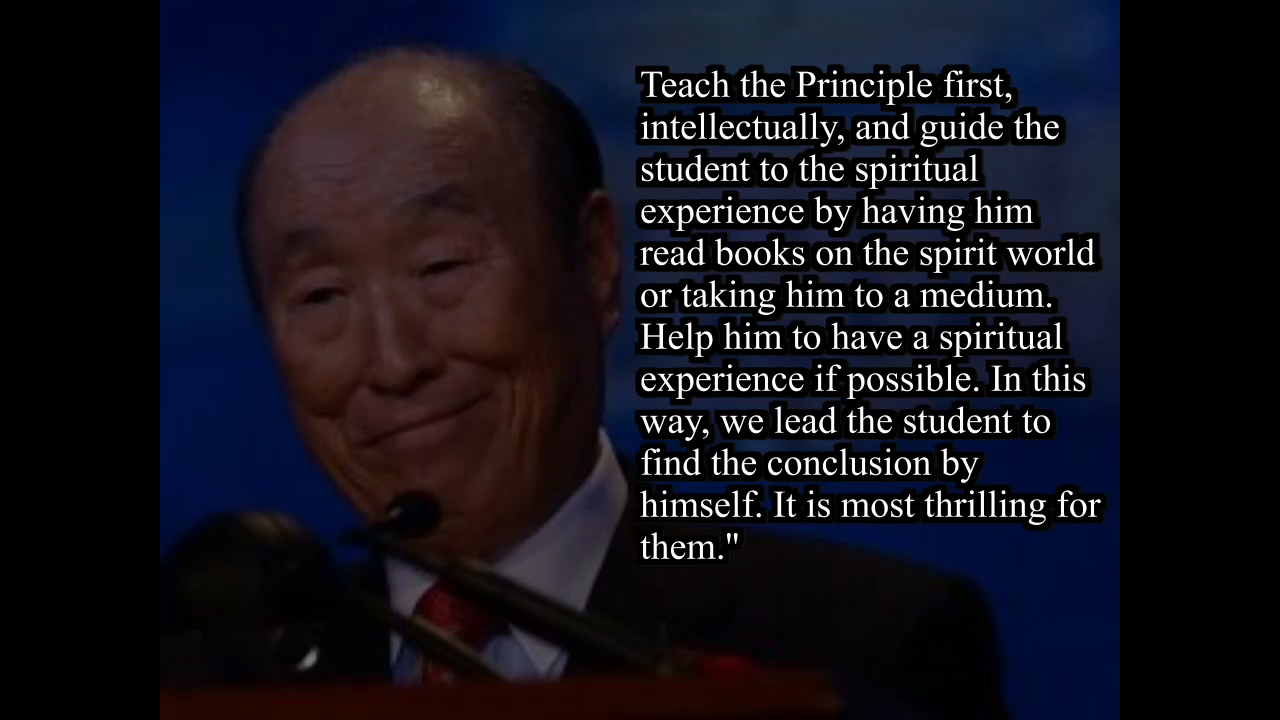 Teach the Principle first,
intellectually, and guide the
student to the spiritual
experience by having him
read books on the spirit world
or taking him to a medium.
Help him to have a spiritual
experience if possible. In this
way, we lead the student to
find the conclusion by
himself. It is most thrilling for
them."